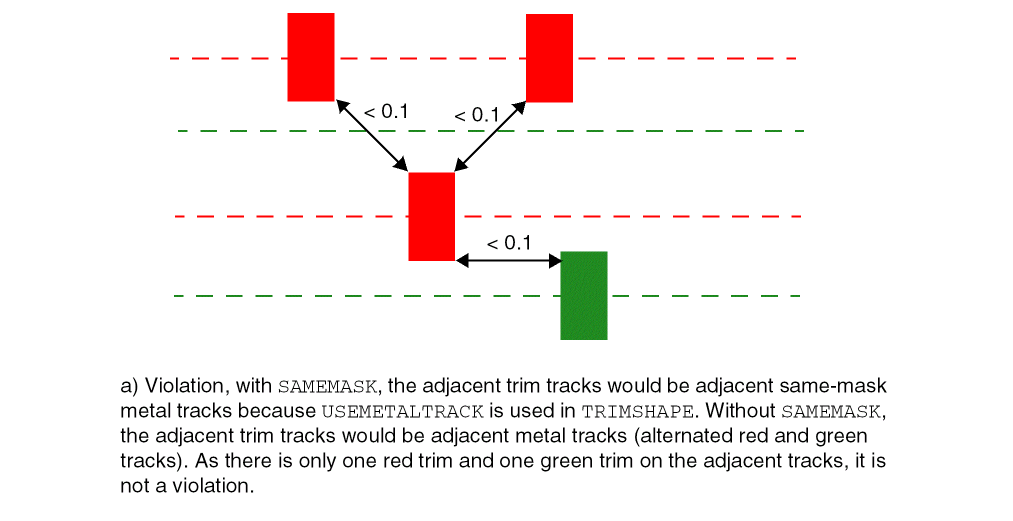 < 0.1
< 0.1
< 0.1
a) Violation, with SAMEMASK, the adjacent trim tracks would be adjacent same-mask
metal tracks because USEMETALTRACK is used in TRIMSHAPE. Without SAMEMASK,
the adjacent trim tracks would be adjacent metal tracks (alternated red and green
tracks). As there is only one red trim and one green trim on the adjacent tracks, it is
not a violation.